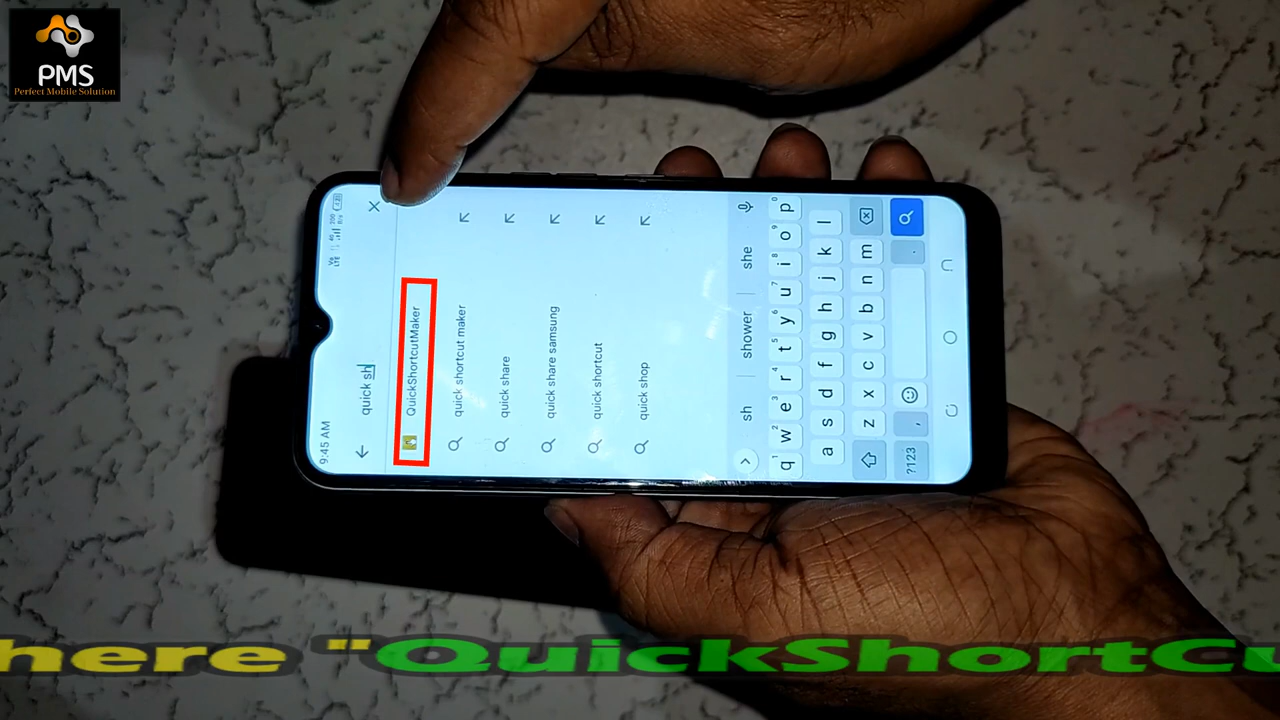 PMS
Perfect Mobile Solution
9:45 AM
quick sh
QuickShortcutMaker
quick shortcut maker
quick share
quick share samsung
quick shortcut
quick shop
sh shower she
q w e r t y u i o p
a s d f g h j k l
z x c v b n m
?123 , .
here "QuickShortCu